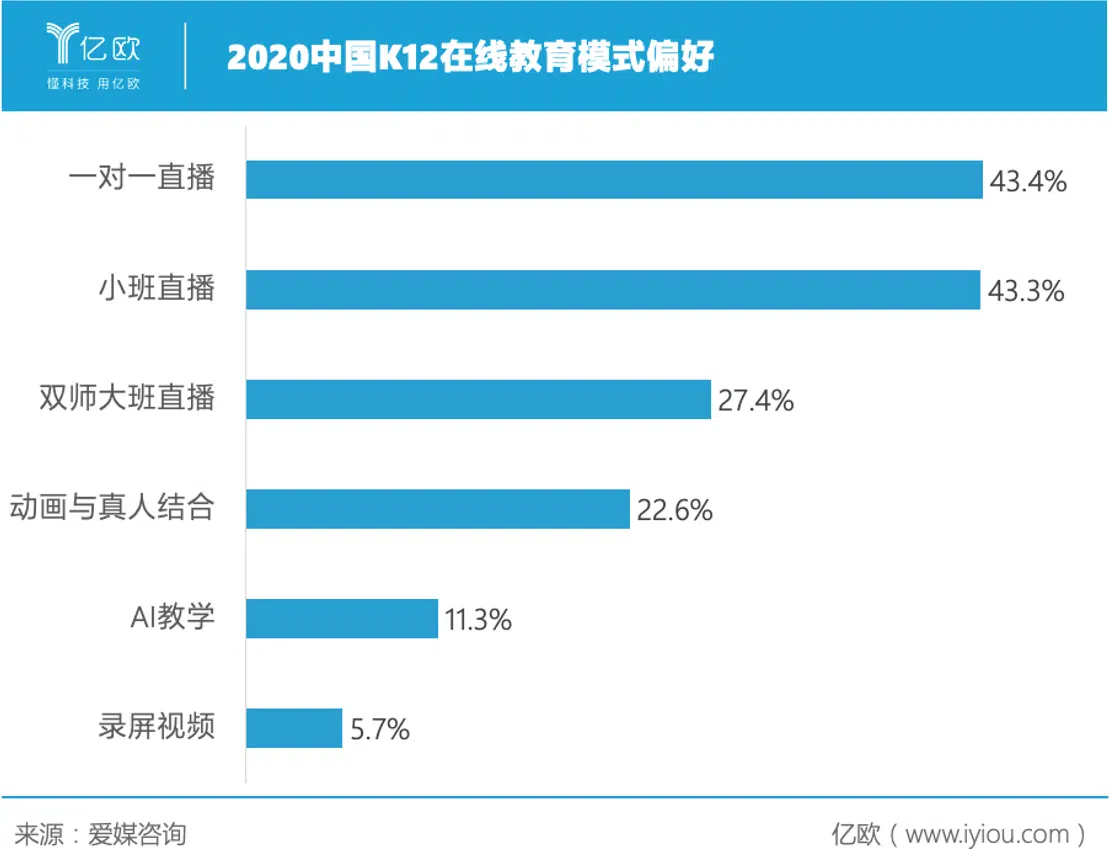 亿欧
懂科技 用亿欧
2020中国K12在线教育模式偏好
一对一直播 43.4%
小班直播 43.3%
双师大班直播 27.4%
动画与真人结合 22.6%
AI教学 11.3%
录屏视频 5.7%
来源：爱媒咨询
亿欧（www.iyiou.com）